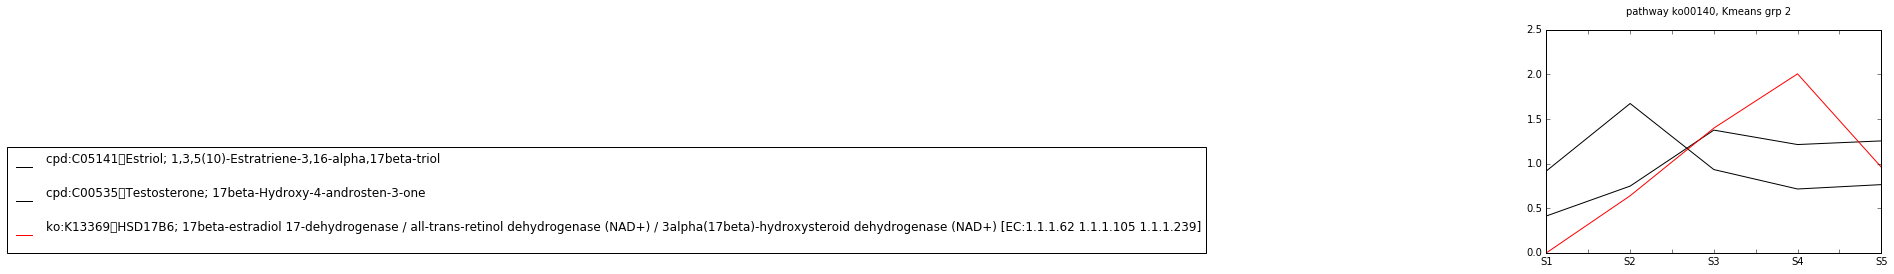 pathway ko00140, Kmeans grp 2
2.5
2.0
1.5
1.0
0.5
0.0
S1 S2 S3 S4 S5
cpd:C05141▯Estriol; 1,3,5(10)-Estratriene-3,16-alpha,17beta-triol
cpd:C00535▯Testosterone; 17beta-Hydroxy-4-androsten-3-one
ko:K13369▯HSD17B6; 17beta-estradiol 17-dehydrogenase / all-trans-retinol dehydrogenase (NAD+) / 3alpha(17beta)-hydroxysteroid dehydrogenase (NAD+) [EC:1.1.1.62 1.1.1.105 1.1.1.239]